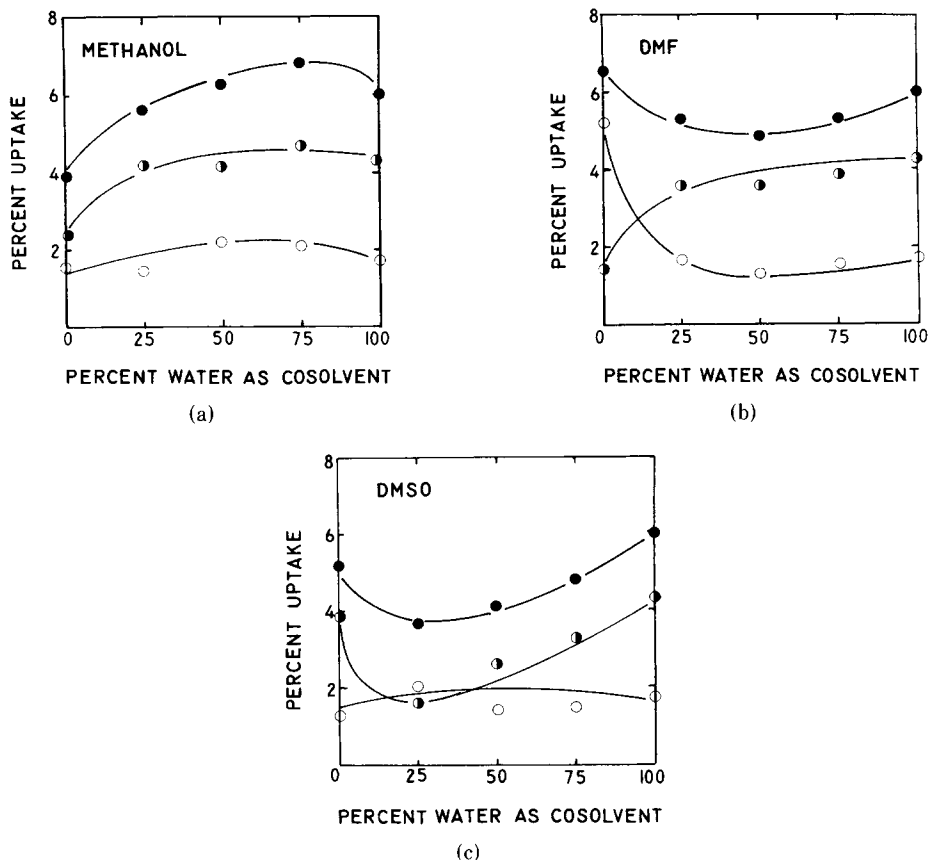 METHANOL
PERCENT UPTAKE
8
6
4
2
0 25 50 75 100
PERCENT WATER AS COSOLVENT
(a)
DMF
PERCENT UPTAKE
8
6
4
2
0 25 50 75 100
PERCENT WATER AS COSOLVENT
(b)
DMSO
PERCENT UPTAKE
8
6
4
2
0 25 50 75 100
PERCENT WATER AS COSOLVENT
(c)